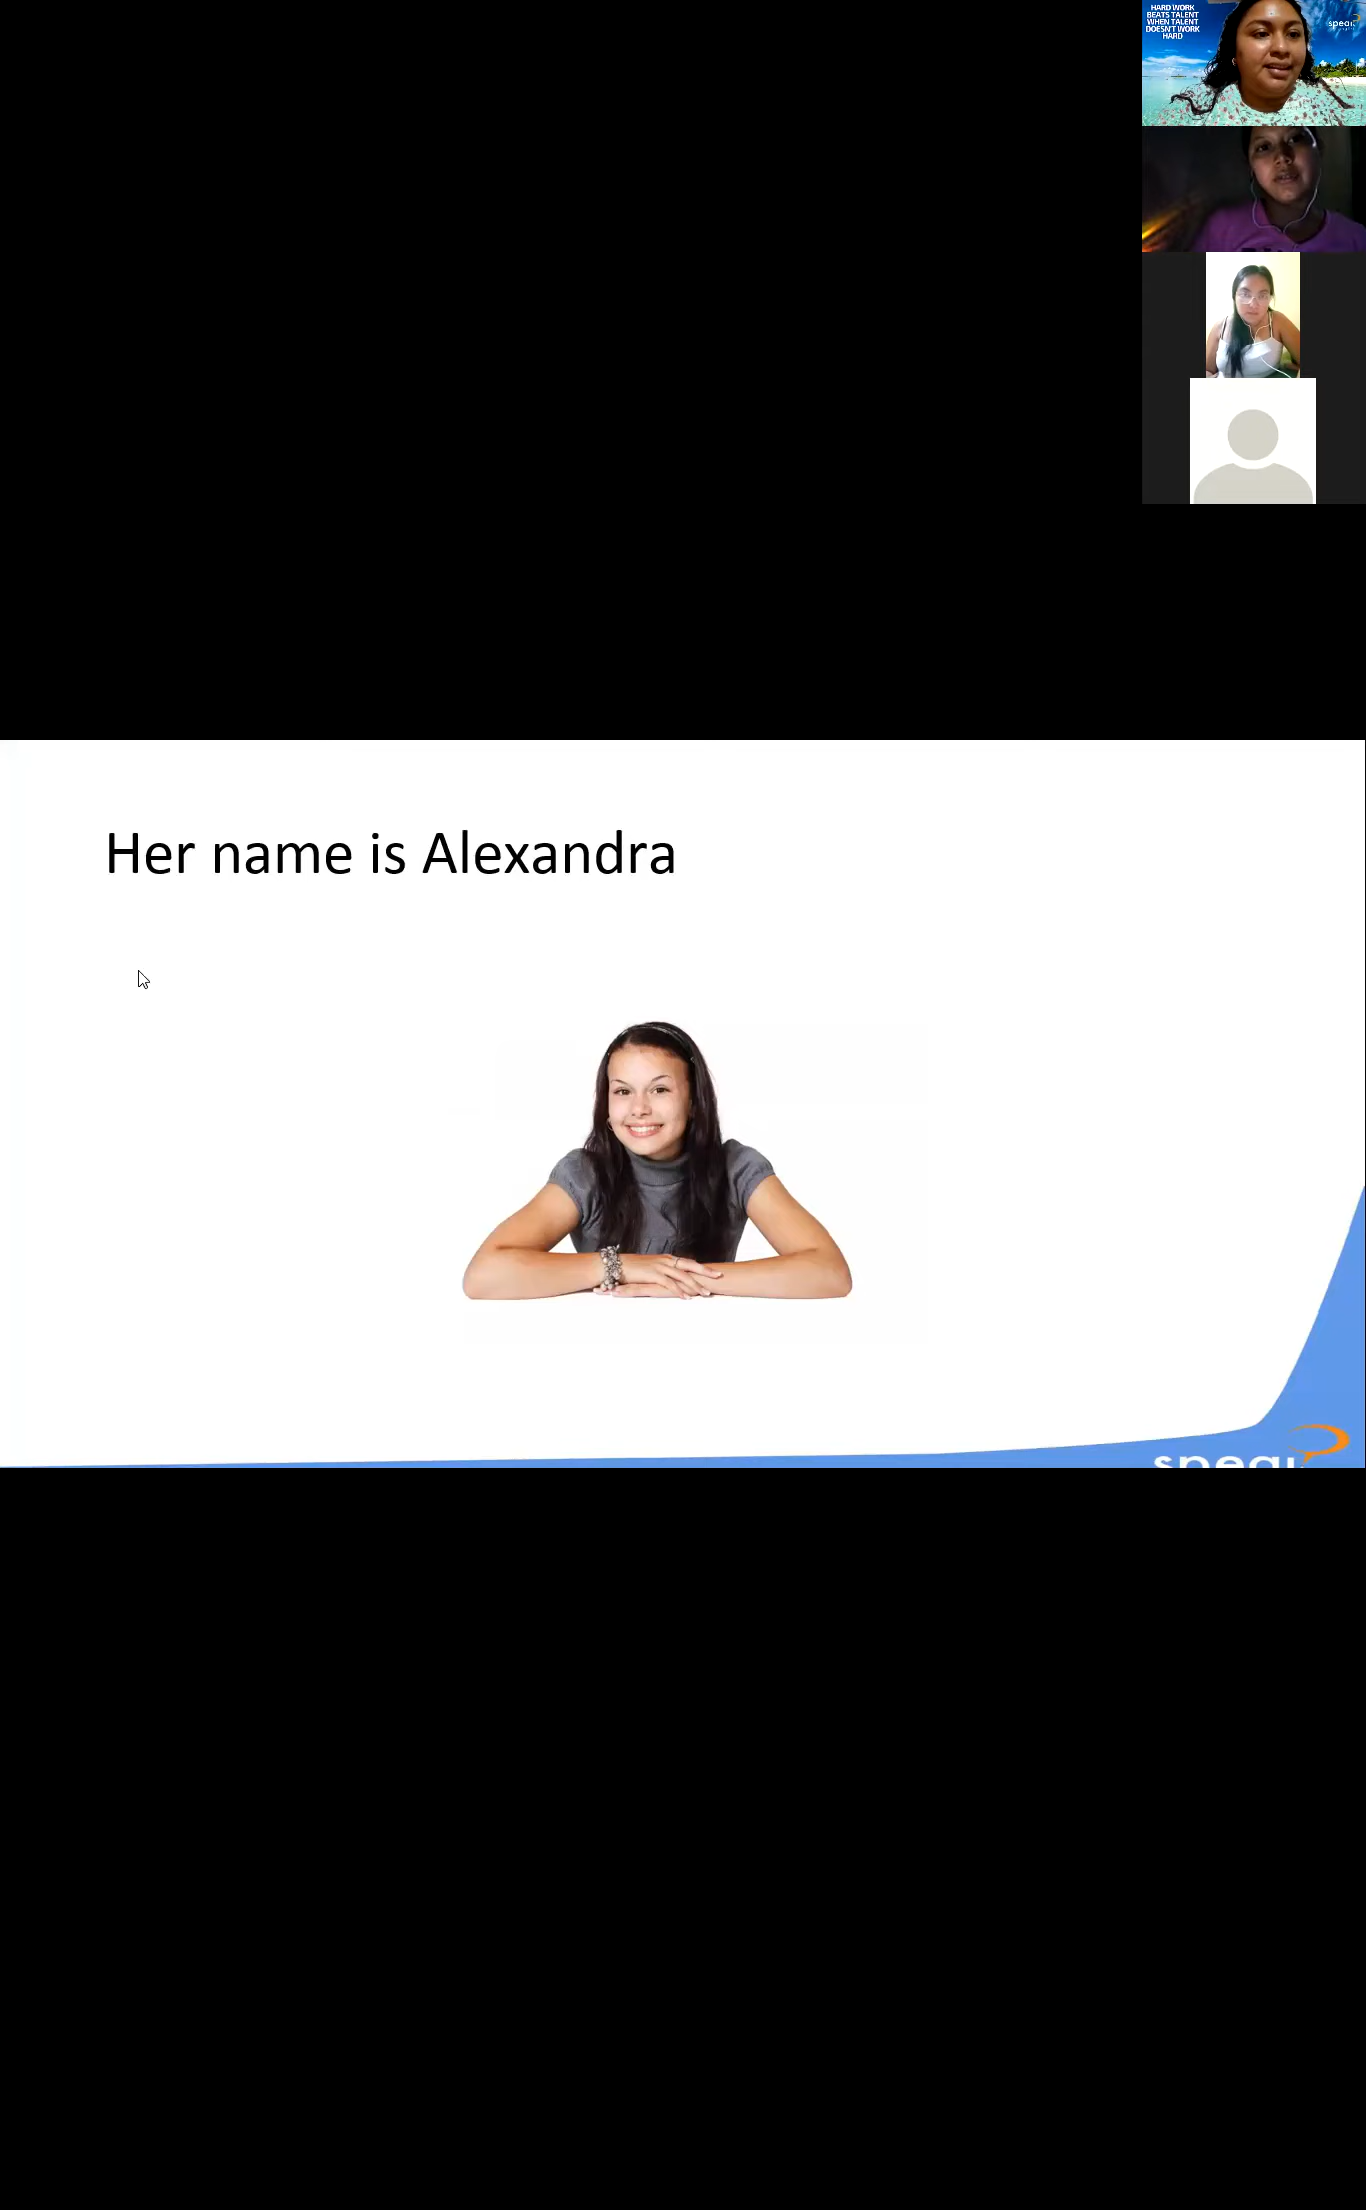 HARD WORK
BEATS TALENT
WHEN TALENT
DOESN'T WORK
HARD
Her name is Alexandra